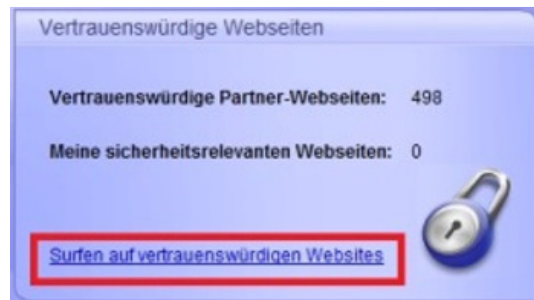 Vertrauenswürdige Webseiten
Vertrauenswürdige Partner-Webseiten: 498
Meine sicherheitsrelevanten Webseiten: 0
Surfen auf vertrauenswürdigen Websites